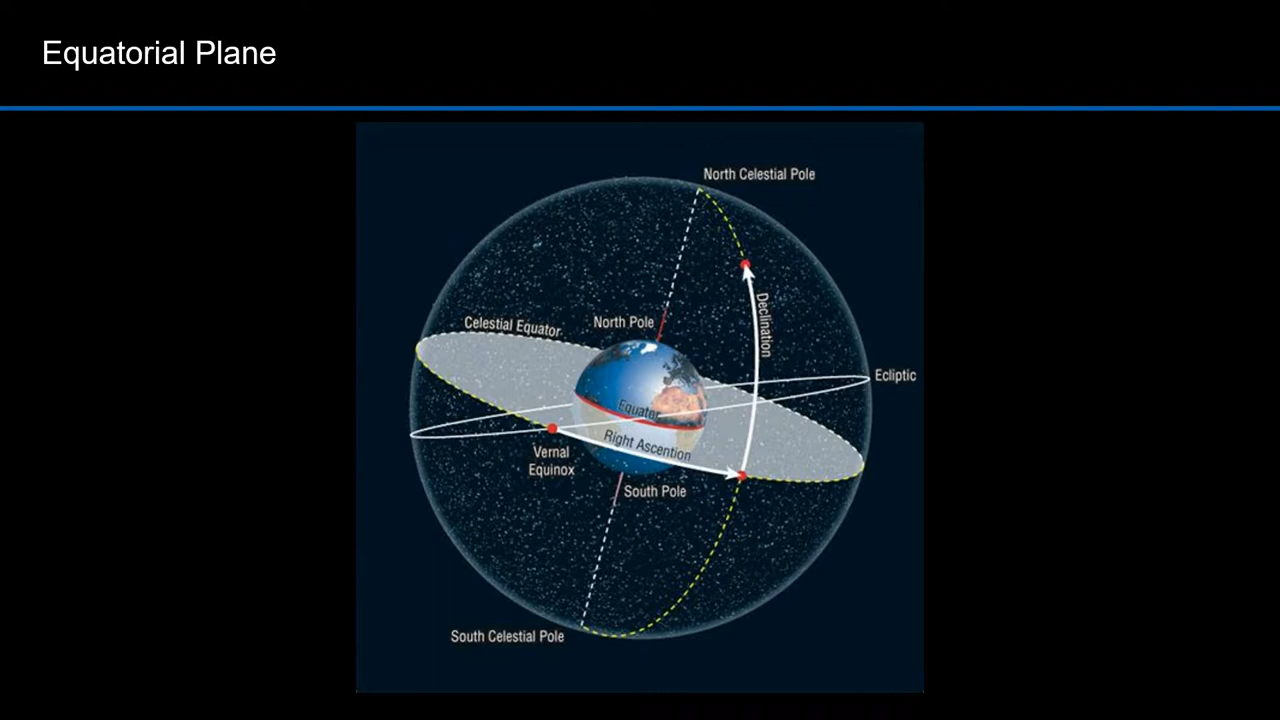 Equatorial Plane
North Celestial Pole
Celestial Equator
North Pole
Declination
Ecliptic
Equator
Right Ascention
Vernal
Equinox
South Pole
South Celestial Pole